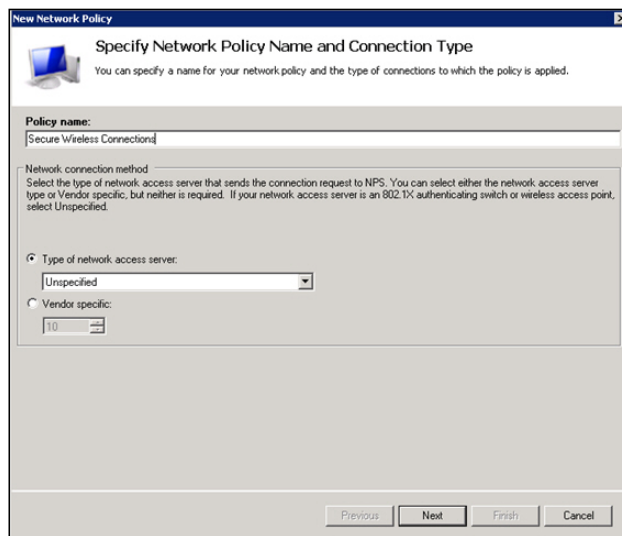 New Network Policy
Specify Network Policy Name and Connection Type
You can specify a name for your network policy and the type of connections to which the policy is applied.
Policy name:
Secure Wireless Connections
Network connection method
Select the type of network access server that sends the connection request to NPS. You can select either the network access server
type or Vendor specific, but neither is required. If your network access server is an 802.1X authenticating switch or wireless access point,
select Unspecified.
Type of network access server:
Unspecified
Vendor specific:
10
Previous Next Finish Cancel